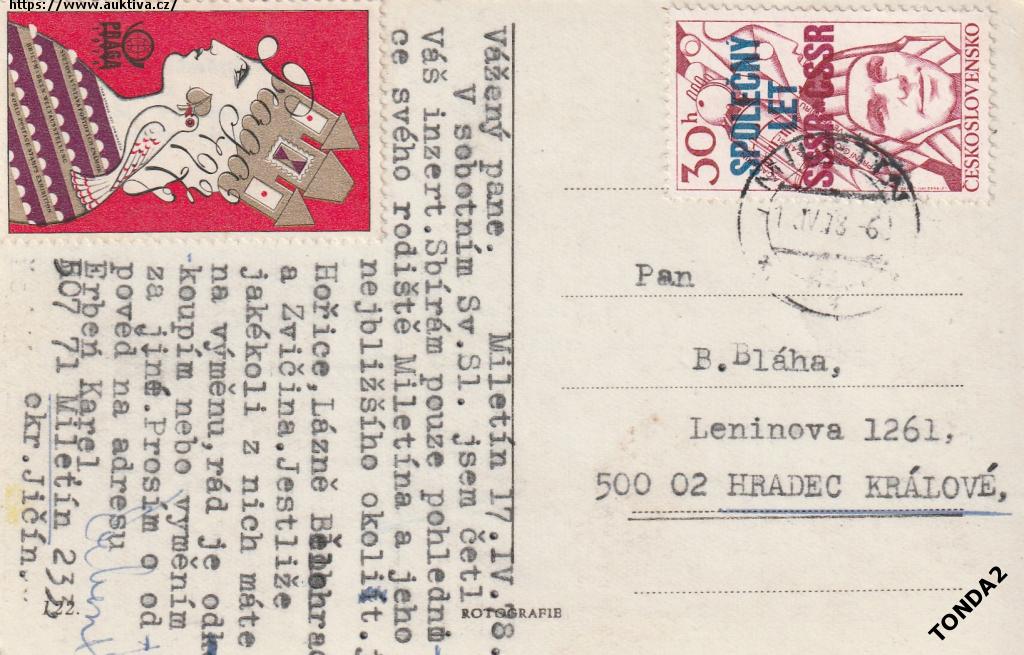 https://www.auktiva.cz/
PRAGA
1978
Praga
30h
SPOLEČNÝ
LET
SSSR-ČSSR
ČESKOSLOVENSKO
Miletín 17.IV.78.
Vážený pane.
V sobotním Sv.Sl. jsem četl
Váš inzert.Sbírám pouze pohledni-
ce svého rodiště Miletína a jeho
nejbližšího okolí
Hořice,Lázně Bělohrad
a Zvičina.Jestliže
jakékoli z nich máte
na výměnu,rád je odk
koupím nebo vyměním
za jiné.Prosím o od-
pověd na adresu
Erben Karel
507 71 Miletín 233
okr.Jičín.
Pan
B.Bláha,
Leninova 1261,
500 02 HRADEC KRÁLOVÉ,
122.
ROTOGRAFIE
TONDA2